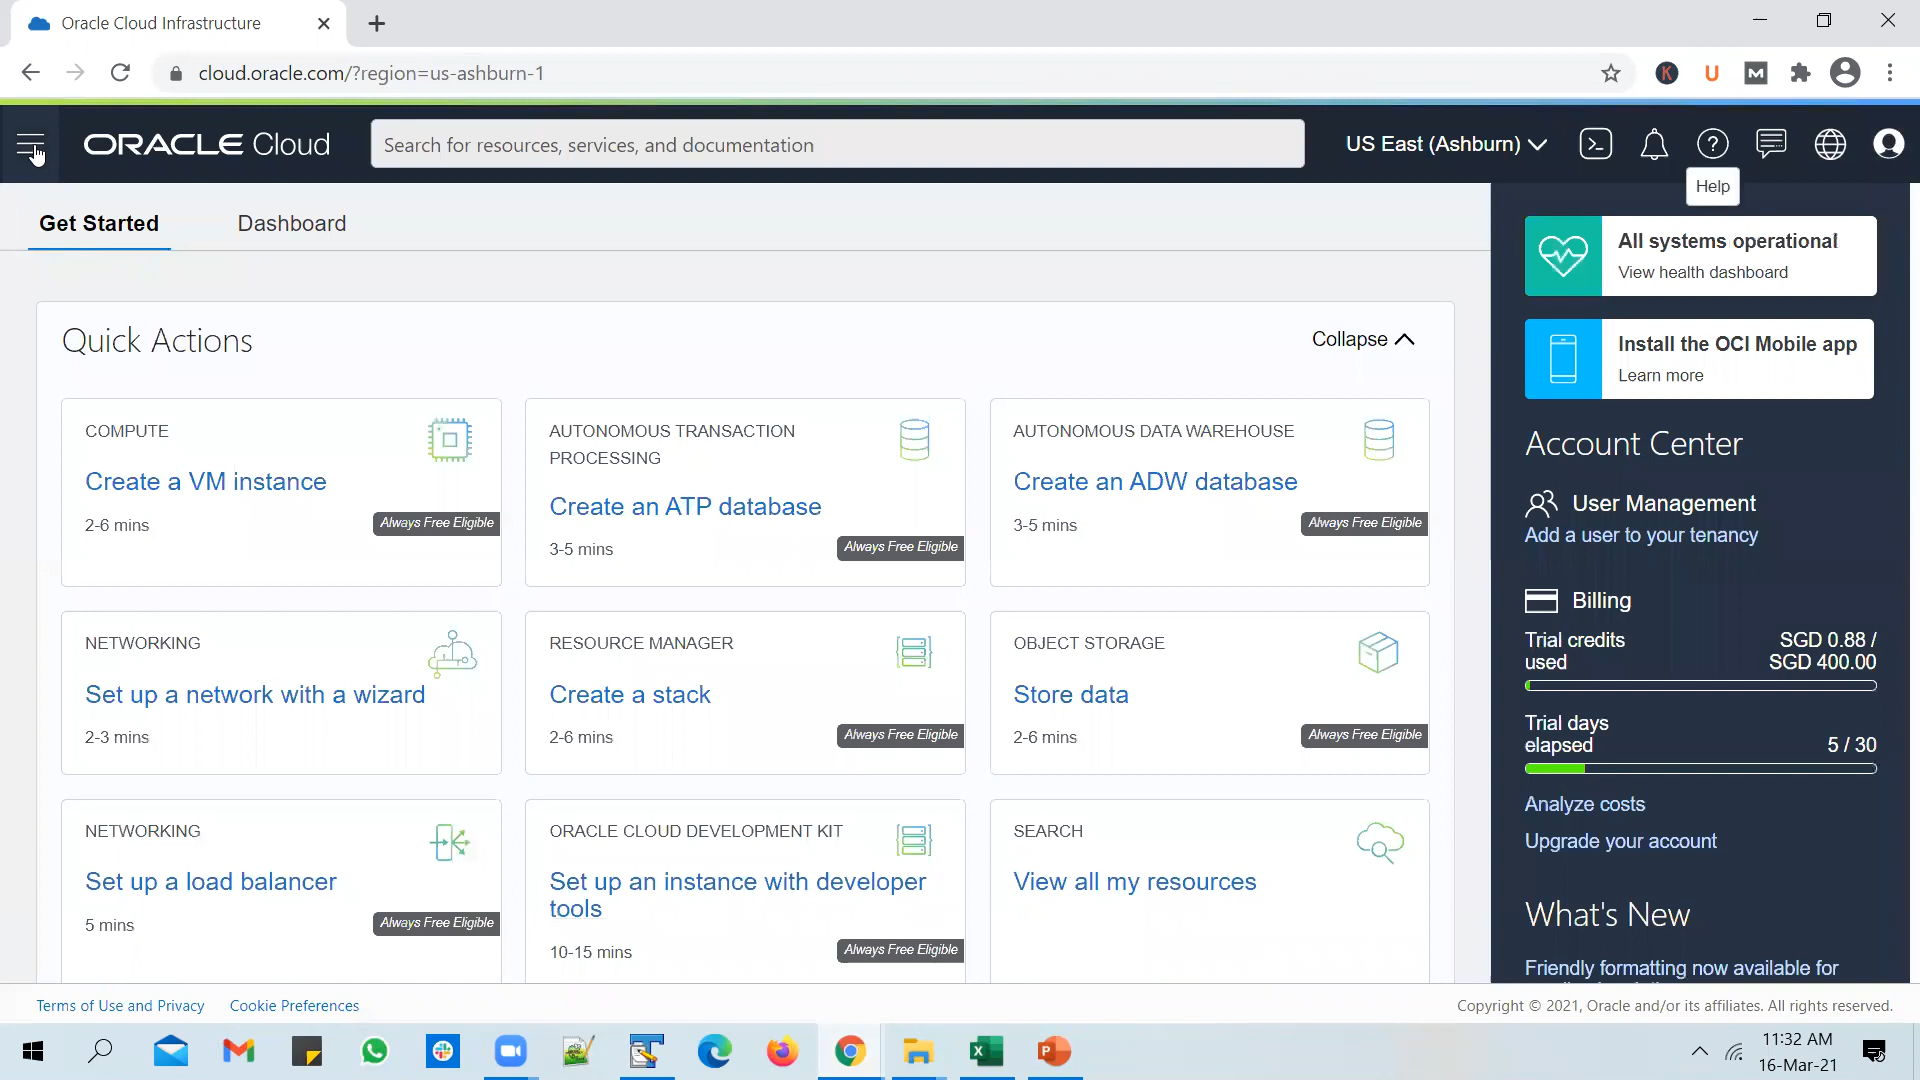 Oracle Cloud Infrastructure
cloud.oracle.com/?region=us-ashburn-1
K
U
M
ORACLE Cloud
Search for resources, services, and documentation
US East (Ashburn)
Help
Get Started
Dashboard
Quick Actions
Collapse
COMPUTE
Create a VM instance
2-6 mins
Always Free Eligible
AUTONOMOUS TRANSACTION
PROCESSING
Create an ATP database
3-5 mins
Always Free Eligible
AUTONOMOUS DATA WAREHOUSE
Create an ADW database
3-5 mins
Always Free Eligible
NETWORKING
Set up a network with a wizard
2-3 mins
RESOURCE MANAGER
Create a stack
2-6 mins
Always Free Eligible
OBJECT STORAGE
Store data
2-6 mins
Always Free Eligible
NETWORKING
Set up a load balancer
5 mins
Always Free Eligible
ORACLE CLOUD DEVELOPMENT KIT
Set up an instance with developer
tools
10-15 mins
Always Free Eligible
SEARCH
View all my resources
All systems operational
View health dashboard
Install the OCI Mobile app
Learn more
Account Center
User Management
Add a user to your tenancy
Billing
Trial credits
used
SGD 0.88 /
SGD 400.00
Trial days
elapsed
5 / 30
Analyze costs
Upgrade your account
What's New
Friendly formatting now available for
Terms of Use and Privacy
Cookie Preferences
Copyright © 2021, Oracle and/or its affiliates. All rights reserved.
11:32 AM
16-Mar-21